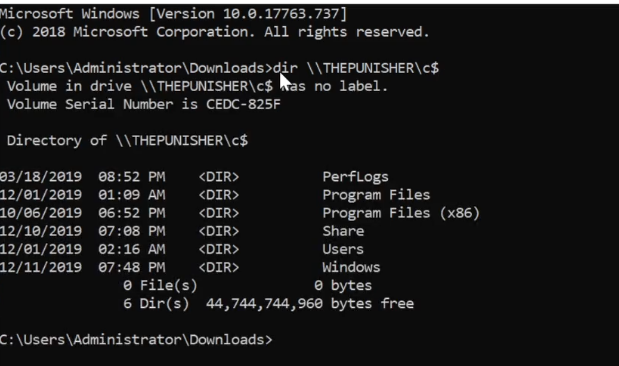 Microsoft Windows [Version 10.0.17763.737]
(c) 2018 Microsoft Corporation. All rights reserved.
C:\Users\Administrator\Downloads>dir \\THEPUNISHER\c$
Volume in drive \\THEPUNISHER\c$ has no label.
Volume Serial Number is CEDC-825F
Directory of \\THEPUNISHER\c$
03/18/2019  08:52 PM    <DIR>          PerfLogs
12/01/2019  01:09 AM    <DIR>          Program Files
10/06/2019  06:52 PM    <DIR>          Program Files (x86)
12/10/2019  07:08 PM    <DIR>          Share
12/01/2019  02:16 AM    <DIR>          Users
12/11/2019  07:48 PM    <DIR>          Windows
0 File(s)              0 bytes
6 Dir(s)  44,744,744,960 bytes free
C:\Users\Administrator\Downloads>